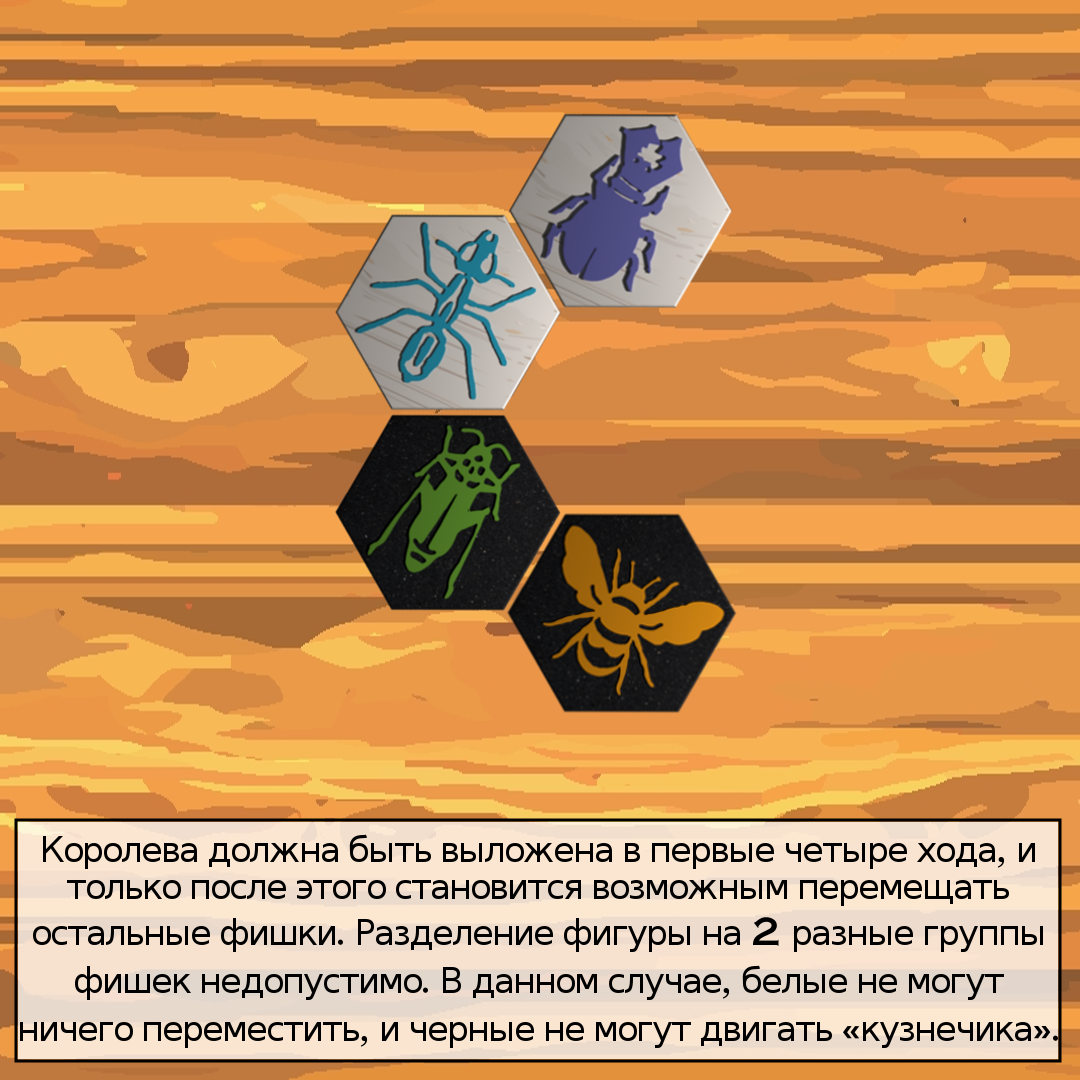 Королева должна быть выложена в первые четыре хода, и
только после этого становится возможным перемещать
остальные фишки. Разделение фигуры на 2 разные группы
фишек недопустимо. В данном случае, белые не могут
ничего переместить, и черные не могут двигать «кузнечика».